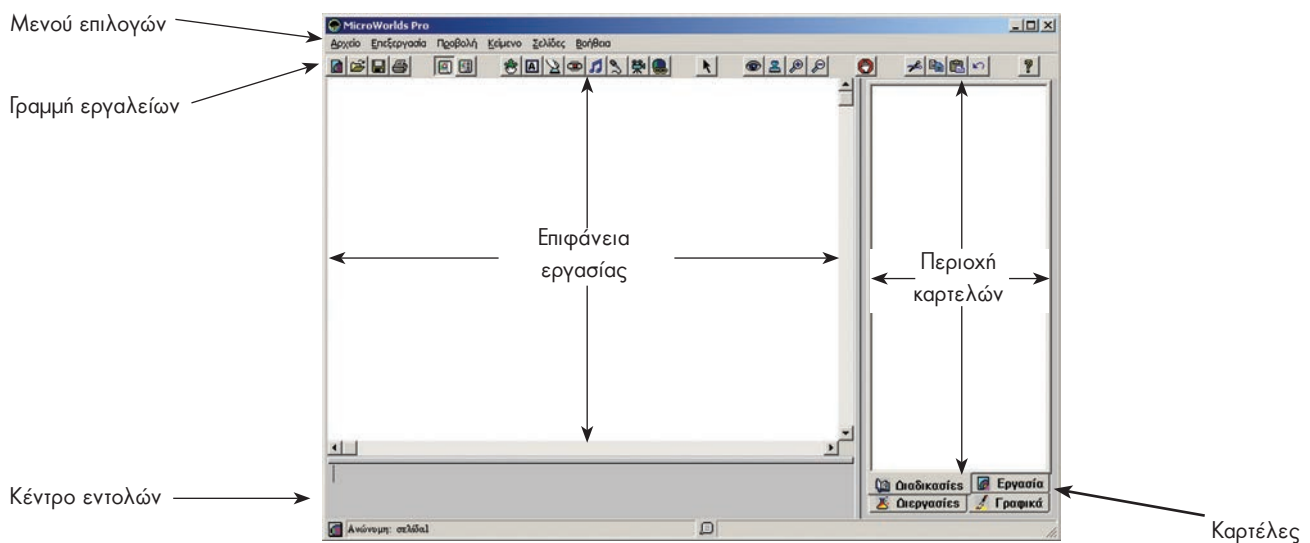 Μενού επιλογών
MicroWorlds Pro
Αρχείο Επεξεργασία Προβολή Κείμενο Σελίδες Βοήθεια
Γραμμή εργαλείων
Επιφάνεια
εργασίας
Περιοχή
καρτελών
Κέντρο εντολών
Διαδικασίες Εργασία
Διεργασίες Γραφικά
Ανώνυμη: σελίδα1
Καρτέλες